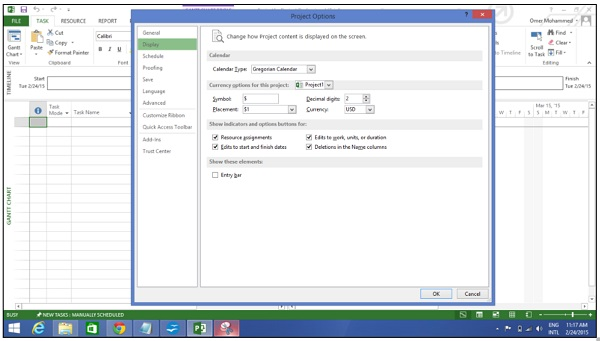 Project Options
FILE TASK RESOURCE REPORT
Omer Mohammed
Gantt Chart
View
Paste
Cut
Copy
Format Painter
Clipboard
Calibri
B I U
Font
Scroll to Task
Find
Clear
Fill
Editing
TIMELINE
Start
Tue 2/24/15
Finish
Tue 2/24/15
Task Mode
Task Name
Mar 15, '15
W T F S S M T W T F
GANTT CHART
General
Display
Schedule
Proofing
Save
Language
Advanced
Customize Ribbon
Quick Access Toolbar
Add-ins
Trust Center
Change how Project content is displayed on the screen.
Calendar
Calendar Type: Gregorian Calendar
Currency options for this project: Project1
Symbol: $ Decimal digits: 2
Placement: $1 Currency: USD
Show indicators and options buttons for:
Resource assignments Edits to work, units, or duration
Edits to start and finish dates Deletions in the Name columns
Show these elements:
Entry bar
OK Cancel
BUSY NEW TASKS : MANUALLY SCHEDULED
ENG 11:17 AM
INTL 2/24/2015